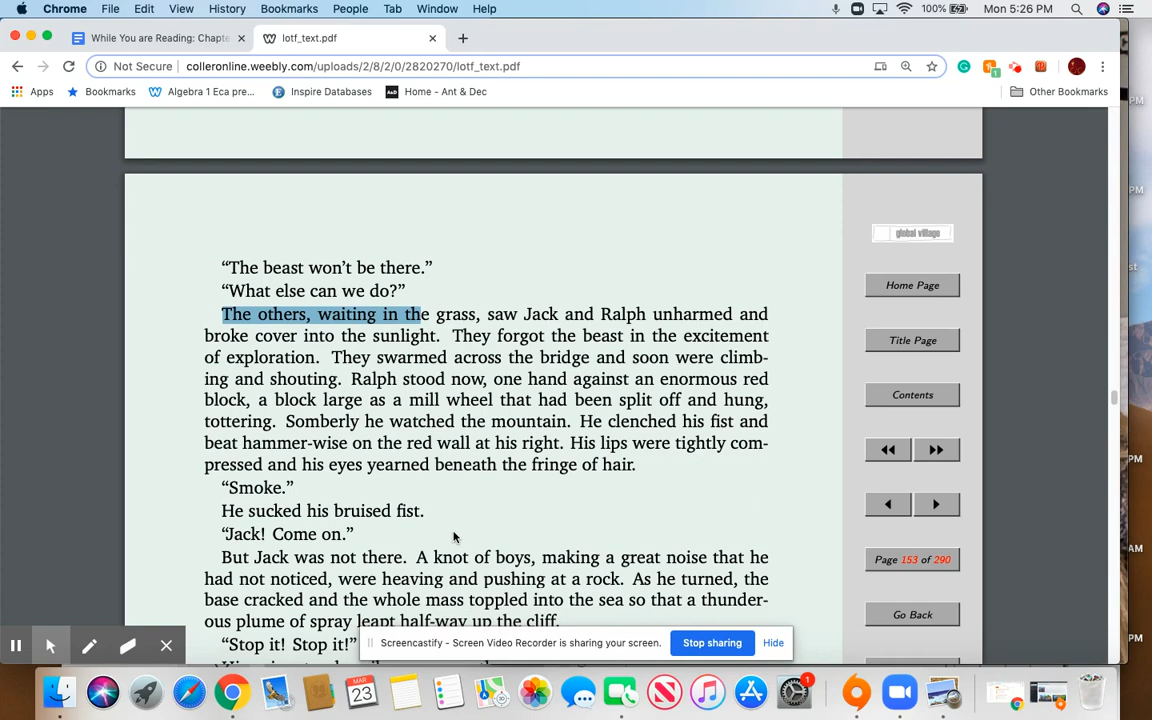 Chrome File Edit View History Bookmarks People Tab Window Help 100% Mon 5:26 PM
While You are Reading: Chapte lotf_text.pdf
Not Secure colleronline.weebly.com/uploads/2/8/2/0/2820270/lotf_text.pdf
Apps Bookmarks Algebra 1 Eca pre... Inspire Databases Home - Ant & Dec Other Bookmarks
“The beast won’t be there.”
“What else can we do?”
The others, waiting in the grass, saw Jack and Ralph unharmed and
broke cover into the sunlight. They forgot the beast in the excitement
of exploration. They swarmed across the bridge and soon were climb-
ing and shouting. Ralph stood now, one hand against an enormous red
block, a block large as a mill wheel that had been split off and hung,
tottering. Somberly he watched the mountain. He clenched his fist and
beat hammer-wise on the red wall at his right. His lips were tightly com-
pressed and his eyes yearned beneath the fringe of hair.
“Smoke.”
He sucked his bruised fist.
“Jack! Come on.”
But Jack was not there. A knot of boys, making a great noise that he
had not noticed, were heaving and pushing at a rock. As he turned, the
base cracked and the whole mass toppled into the sea so that a thunder-
ous plume of spray leapt half-way up the cliff.
“Stop it! Stop it!”
global village
Home Page
Title Page
Contents
Page 153 of 290
Go Back
Screencastify - Screen Video Recorder is sharing your screen. Stop sharing Hide
PM
PM
st
PM
AM
PM
MAR
23
1